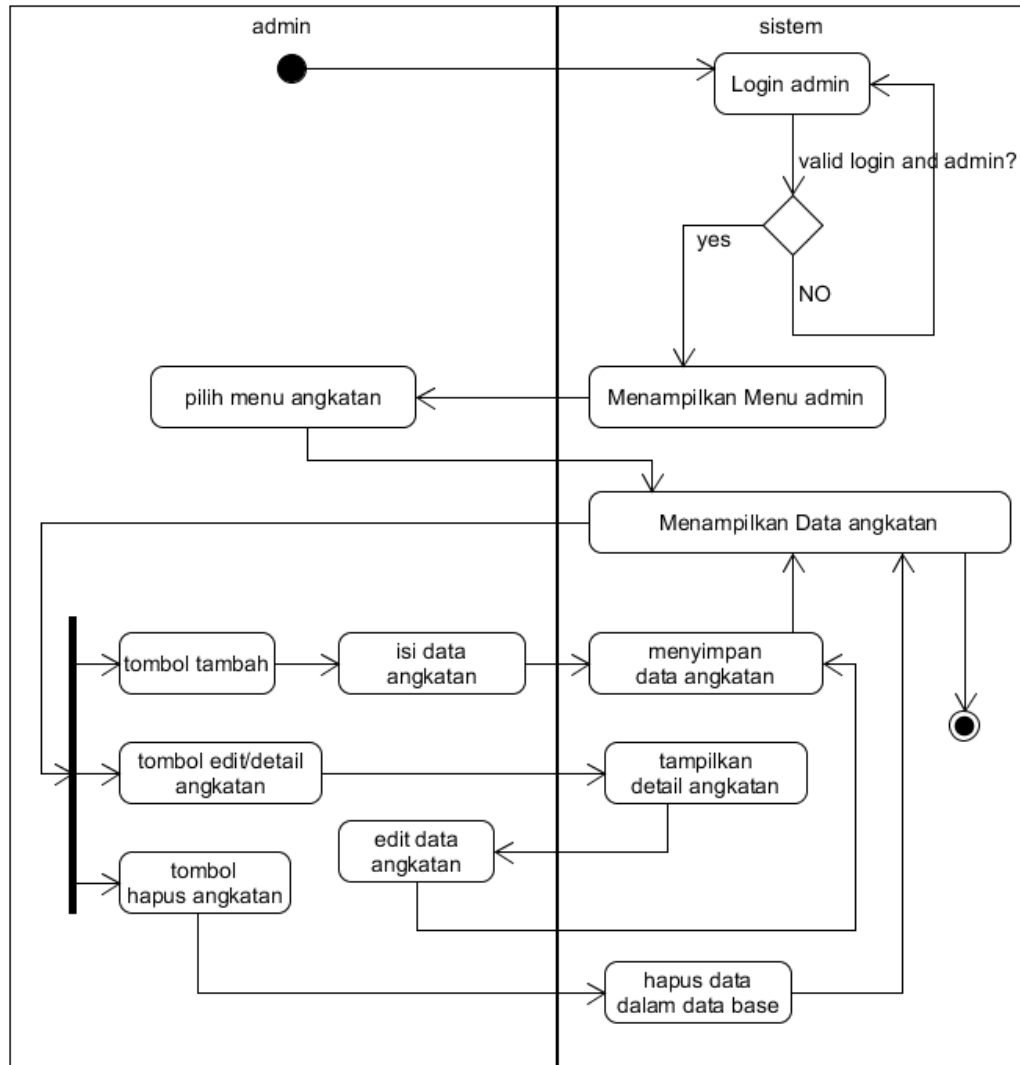 admin
sistem
Login admin
valid login and admin?
yes
NO
pilih menu angkatan
Menampilkan Menu admin
Menampilkan Data angkatan
tombol tambah
isi data
angkatan
menyimpan
data angkatan
tombol edit/detail
angkatan
tampilkan
detail angkatan
edit data
angkatan
tombol
hapus angkatan
hapus data
dalam data base